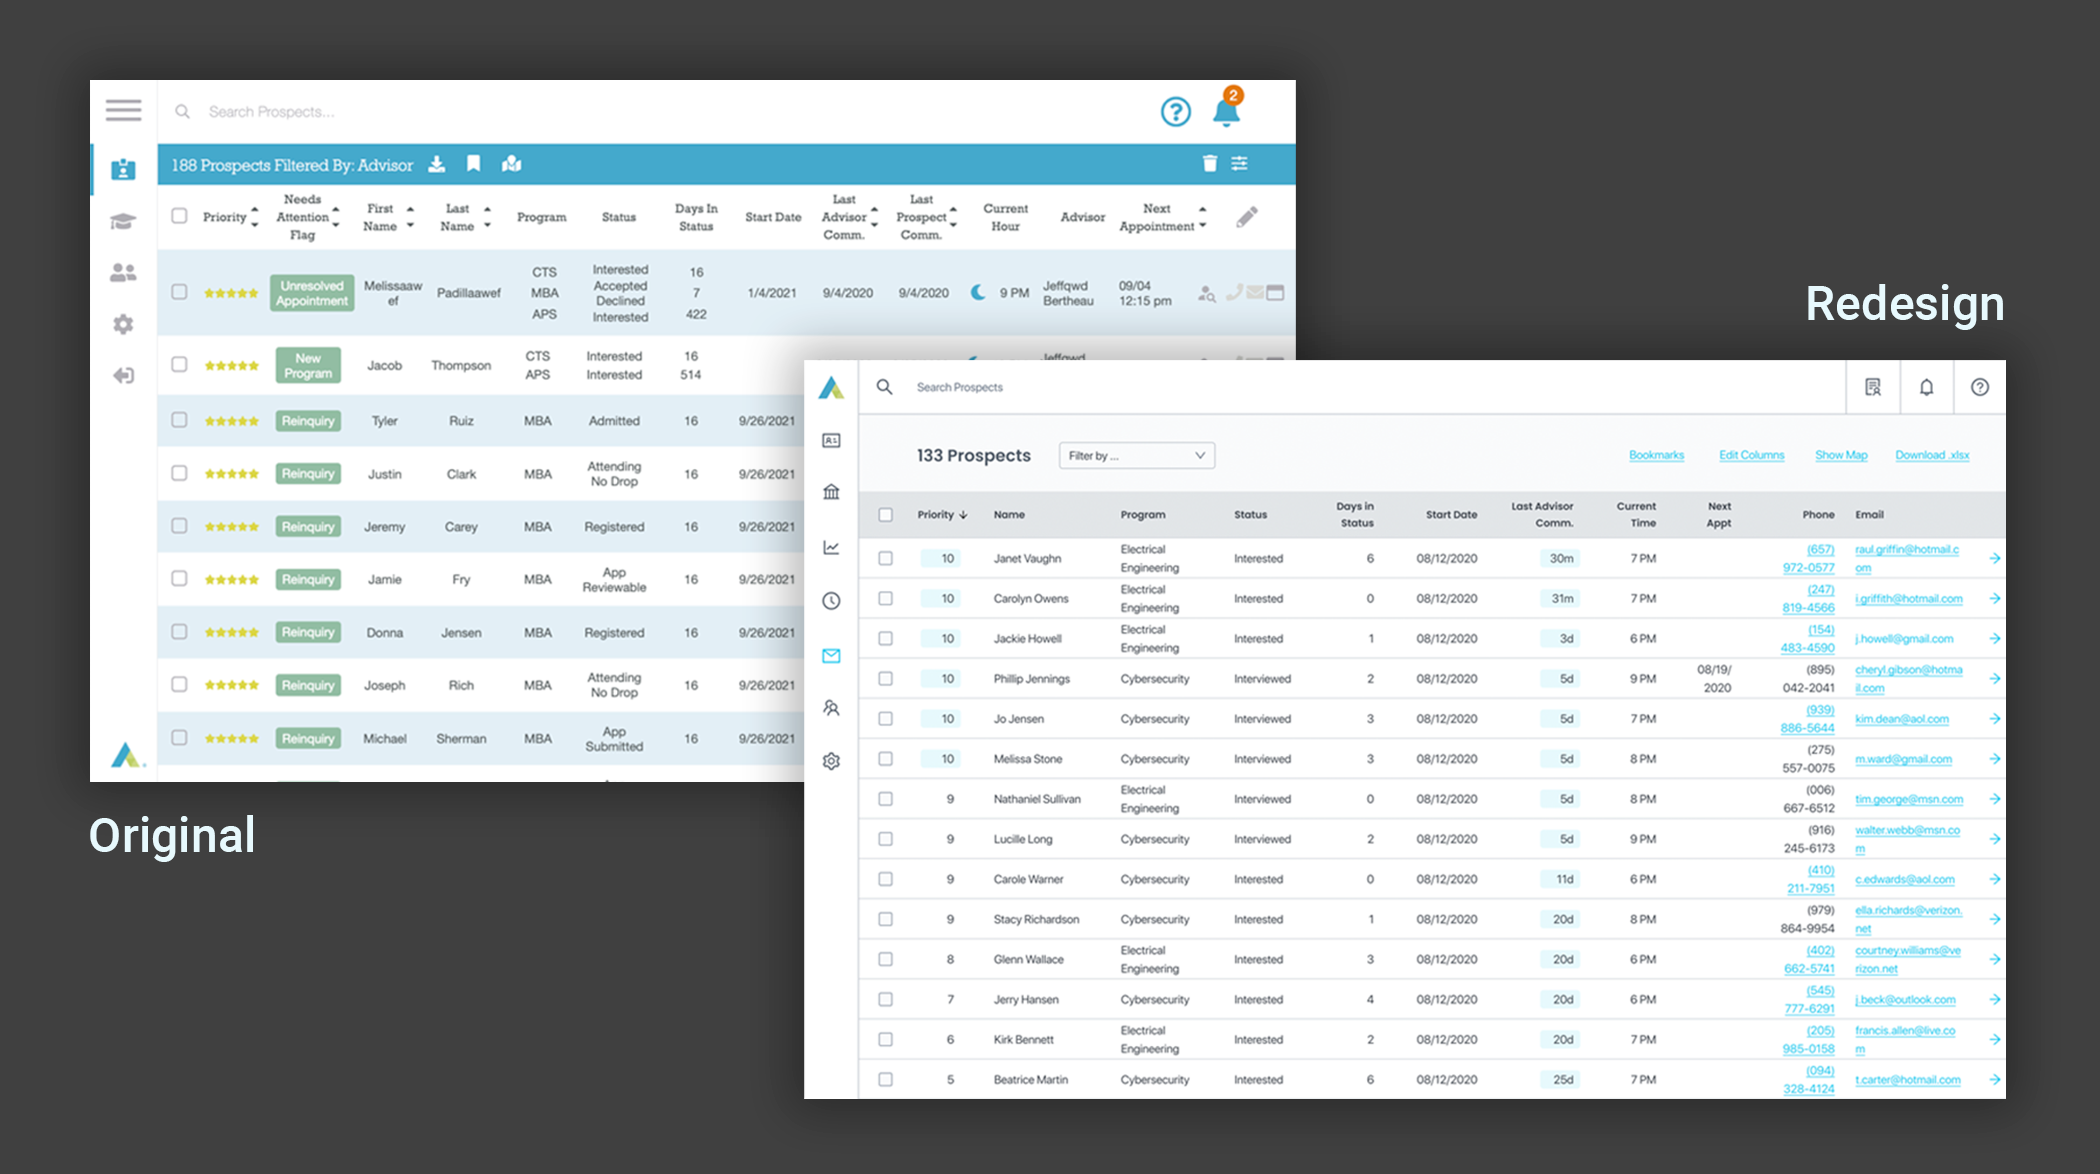 2
Search Prospects...
188 Prospects Filtered By: Advisor
Priority Needs Attention Flag First Name Last Name Program Status Days In Status Start Date Last Advisor Comm. Last Prospect Comm. Current Hour Advisor Next Appointment
Unresolved Appointment Melissaaw ef Padillaawef CTS MBA APS Interested Accepted Declined Interested 16 7 422 1/4/2021 9/4/2020 9/4/2020 9 PM Jeffqwd Bertheau 09/04 12:15 pm
New Program Jacob Thompson CTS APS Interested Interested 16 514 Jeffqwd
Reinquiry Tyler Ruiz MBA Admitted 16 9/26/2021
Reinquiry Justin Clark MBA Attending No Drop 16 9/26/2021
Reinquiry Jeremy Carey MBA Registered 16 9/26/2021
Reinquiry Jamie Fry MBA App Reviewable 16 9/26/2021
Reinquiry Donna Jensen MBA Registered 16 9/26/2021
Reinquiry Joseph Rich MBA Attending No Drop 16 9/26/2021
Reinquiry Michael Sherman MBA App Submitted 16 9/26/2021
Original
Redesign
Search Prospects
133 Prospects Filter by ... Bookmarks Edit Columns Show Map Download .xlsx
Priority Name Program Status Days in Status Start Date Last Advisor Comm. Current Time Next Appt Phone Email
10 Janet Vaughn Electrical Engineering Interested 6 08/12/2020 30m 7 PM (657) 972-0577 raul.griffin@hotmail.c om
10 Carolyn Owens Electrical Engineering Interested 0 08/12/2020 31m 7 PM (247) 819-4566 i.griffith@hotmail.com
10 Jackie Howell Electrical Engineering Interested 1 08/12/2020 3d 6 PM (154) 483-4590 j.howell@gmail.com
10 Phillip Jennings Cybersecurity Interviewed 2 08/12/2020 5d 9 PM 08/19/ 2020 (895) 042-2041 cheryl.gibson@hotma il.com
10 Jo Jensen Cybersecurity Interviewed 3 08/12/2020 5d 7 PM (939) 886-5644 kim.dean@aol.com
10 Melissa Stone Cybersecurity Interviewed 3 08/12/2020 5d 8 PM (275) 557-0075 m.ward@gmail.com
9 Nathaniel Sullivan Electrical Engineering Interviewed 0 08/12/2020 5d 8 PM (006) 667-6512 tim.george@msn.com
9 Lucille Long Cybersecurity Interviewed 2 08/12/2020 5d 9 PM (916) 245-6173 walter.webb@msn.co m
9 Carole Warner Cybersecurity Interested 0 08/12/2020 11d 6 PM (410) 211-7951 c.edwards@aol.com
9 Stacy Richardson Cybersecurity Interested 1 08/12/2020 20d 8 PM (979) 864-9954 ella.richards@verizon. net
8 Glenn Wallace Electrical Engineering Interested 3 08/12/2020 20d 6 PM (402) 662-5741 courtney.williams@ve rizon.net
7 Jerry Hansen Cybersecurity Interested 4 08/12/2020 20d 6 PM (545) 777-6291 j.beck@outlook.com
6 Kirk Bennett Electrical Engineering Interested 2 08/12/2020 20d 7 PM (205) 985-0158 francis.allen@live.co m
5 Beatrice Martin Cybersecurity Interested 6 08/12/2020 25d 7 PM (094) 328-4124 t.carter@hotmail.com